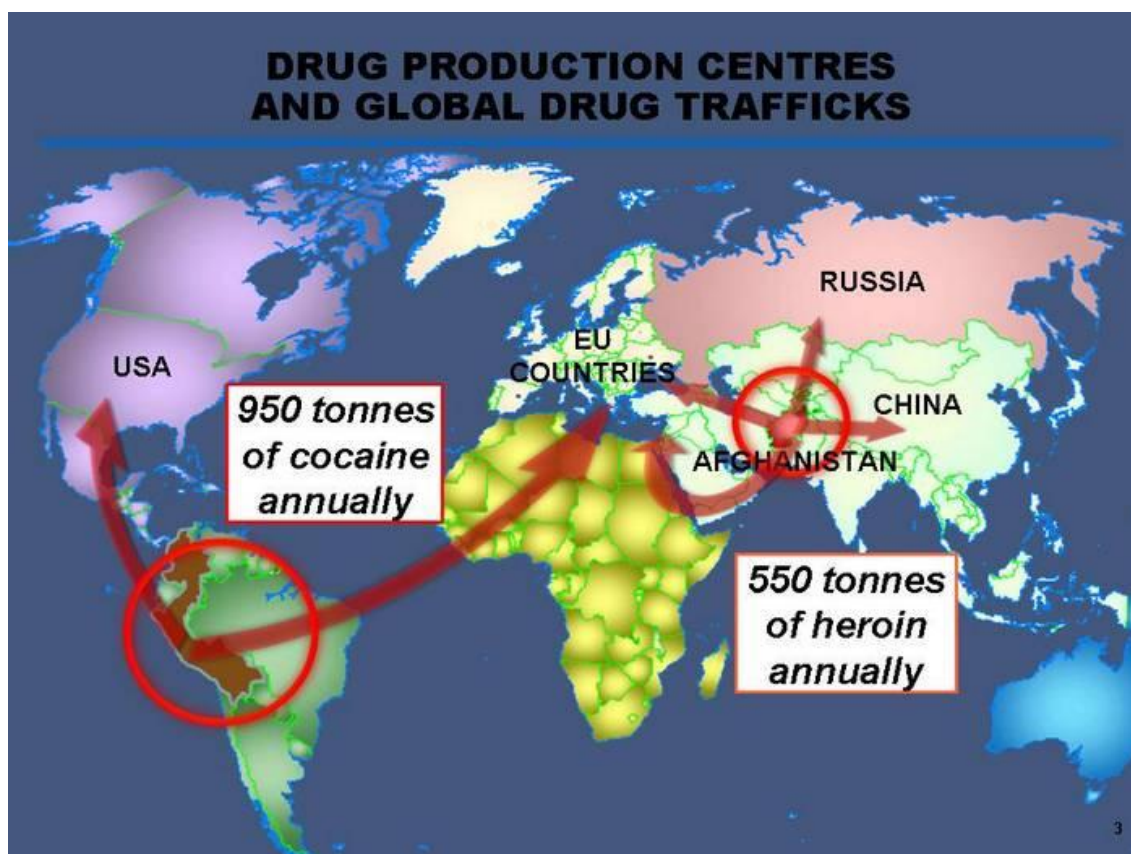 DRUG PRODUCTION CENTRES
AND GLOBAL DRUG TRAFFICKS
RUSSIA
EU
COUNTRIES
USA
CHINA
950 tonnes
of cocaine
annually
AFGHANISTAN
550 tonnes
of heroin
annually
3